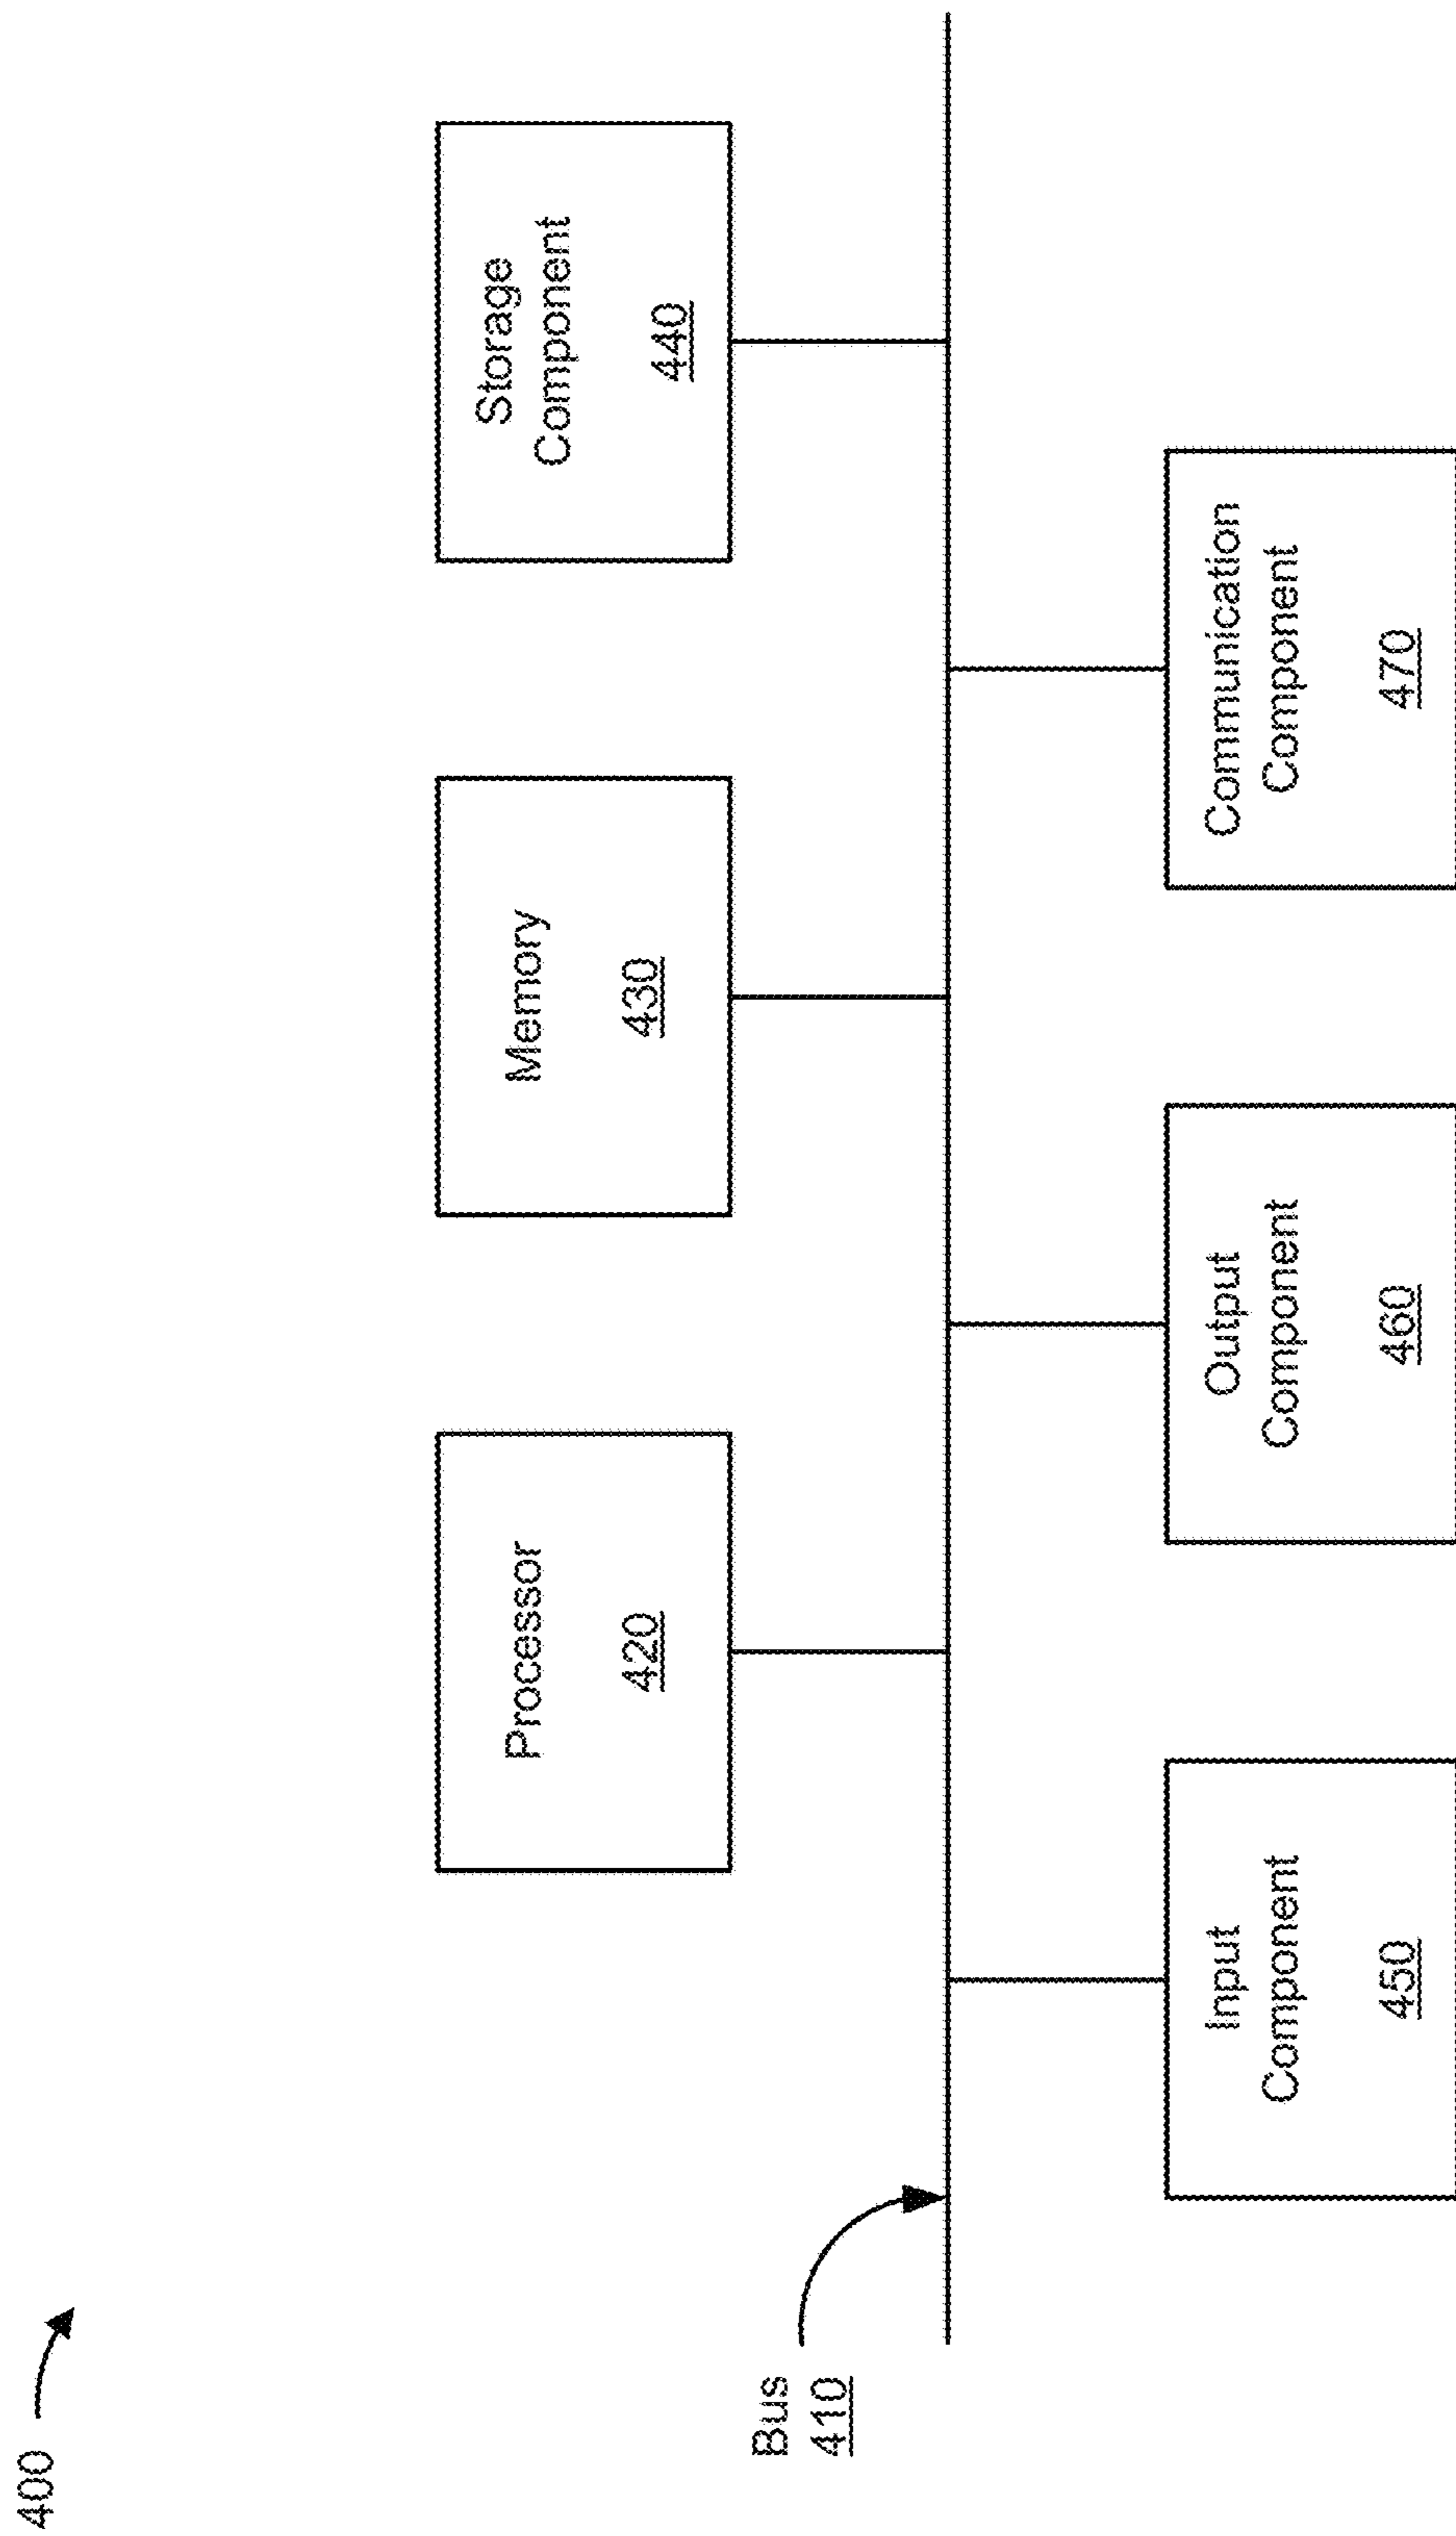 400
Processor
420
Memory
430
Storage
Component
440
Bus
410
Input
Component
450
Output
Component
460
Communication
Component
470